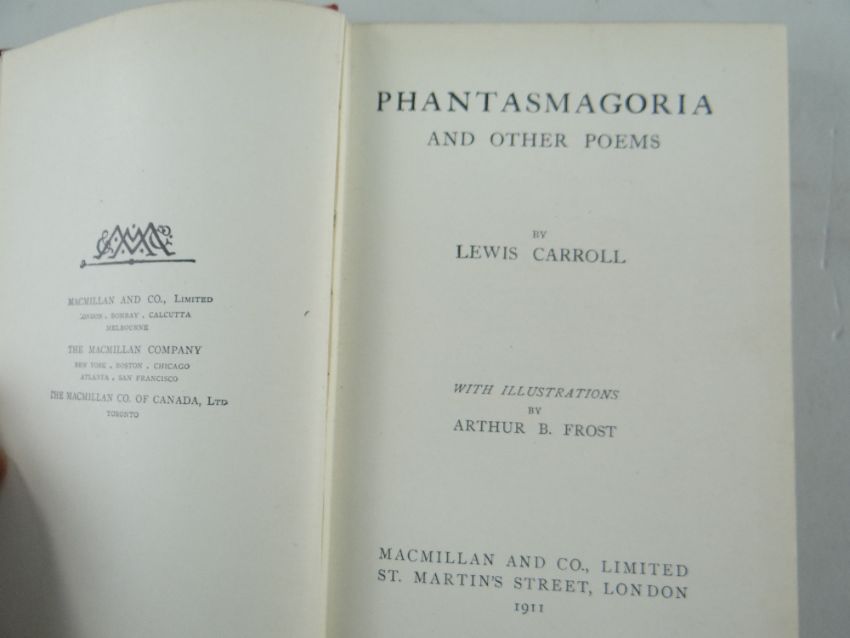 MACMILLAN AND CO., LIMITED
LONDON . BOMBAY . CALCUTTA
MELBOURNE
THE MACMILLAN COMPANY
NEW YORK . BOSTON . CHICAGO
ATLANTA . SAN FRANCISCO
THE MACMILLAN CO. OF CANADA, LTD
TORONTO
PHANTASMAGORIA
AND OTHER POEMS
BY
LEWIS CARROLL
WITH ILLUSTRATIONS
BY
ARTHUR B. FROST
MACMILLAN AND CO., LIMITED
ST. MARTIN'S STREET, LONDON
1911